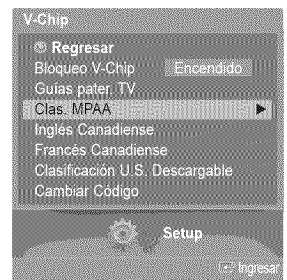 V-Chip
Regresar
Bloqueo V-Chip Encendido
Guías pater. TV
Clas. MPAA
Inglés Canadiense
Francés Canadiense
Clasificación U.S. Descargable
Cambiar Código
Setup
Ingresar